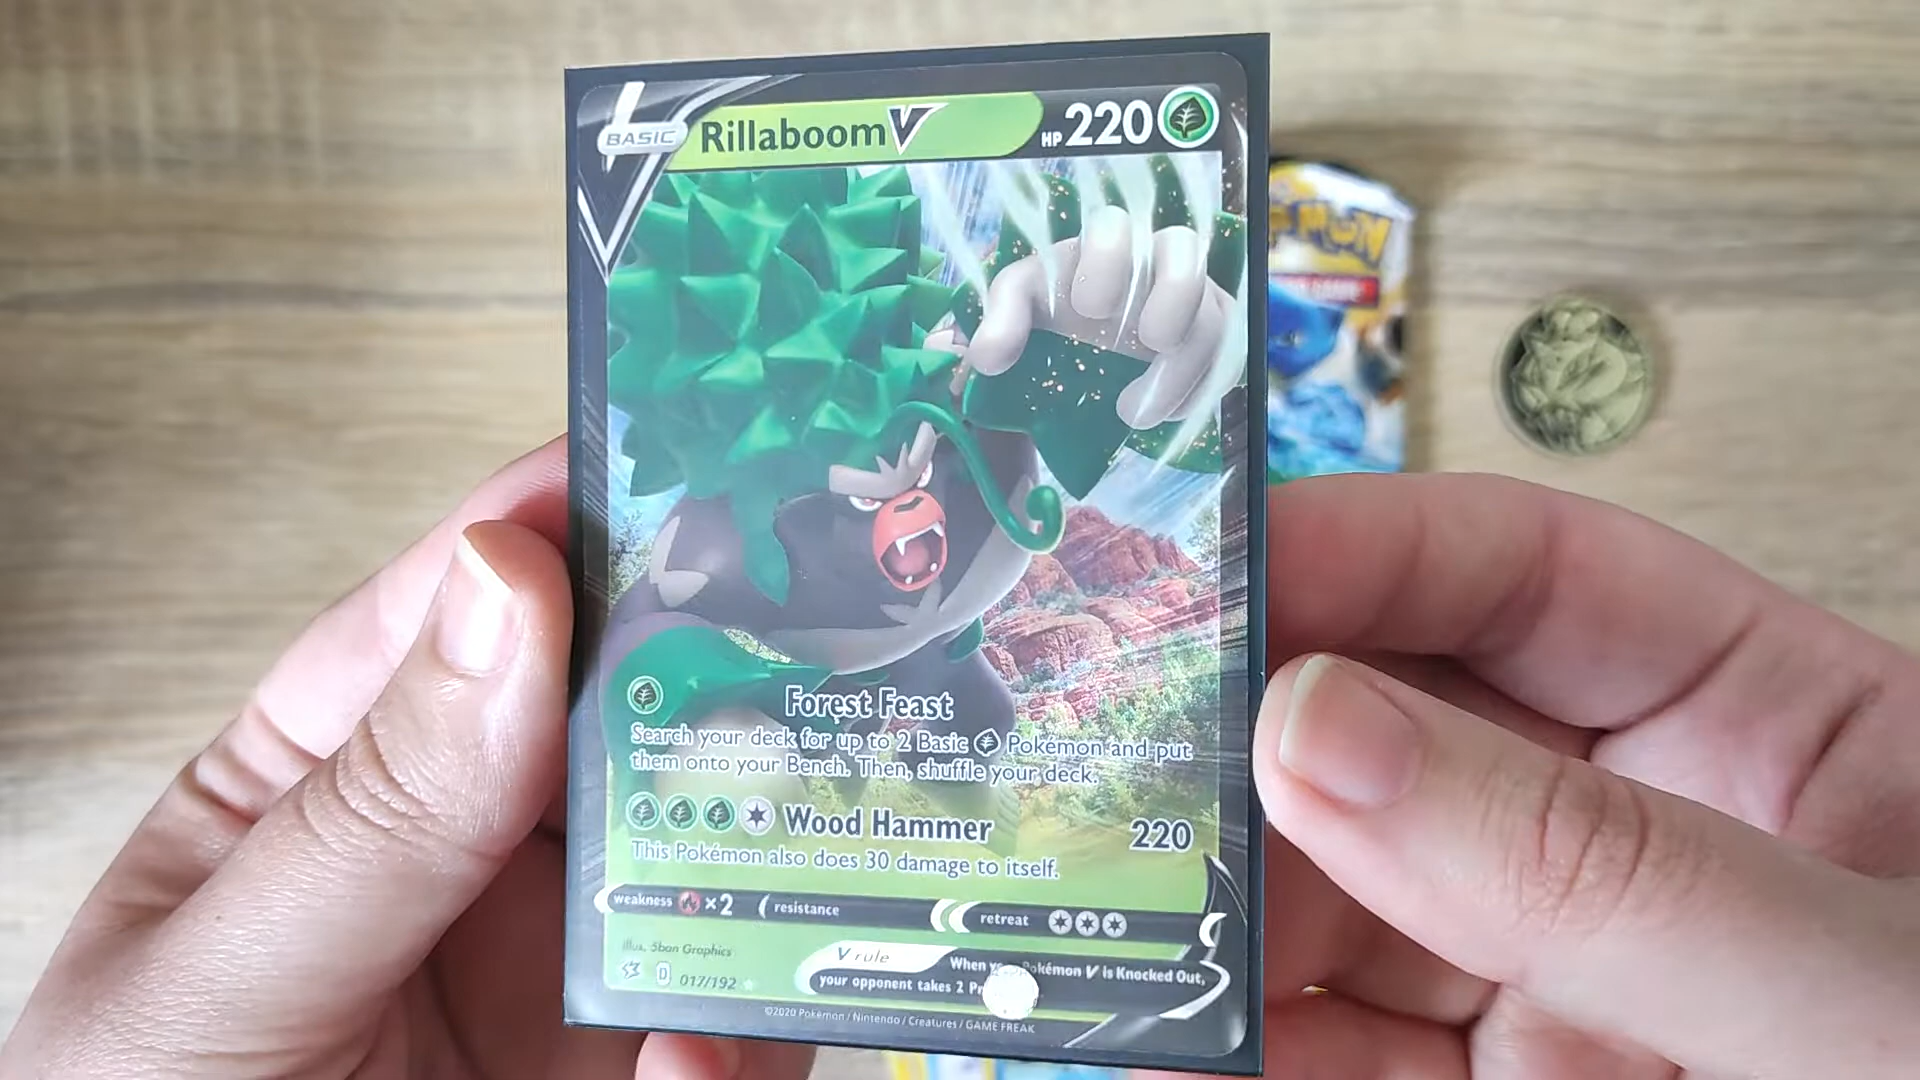 BASIC
Rillaboom V
HP 220
Forest Feast
Search your deck for up to 2 Basic Pokémon and put
them onto your Bench. Then, shuffle your deck.
Wood Hammer 220
This Pokémon also does 30 damage to itself.
weakness ×2 resistance retreat
Illus. 5ban Graphics
D 017/192
V rule
When Pokémon V is Knocked Out,
your opponent takes 2
©2020 Pokémon / Nintendo / Creatures / GAME FREAK